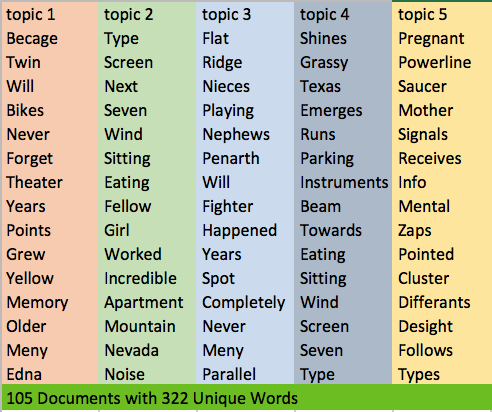 topic 1 topic 2 topic 3 topic 4 topic 5
Becage Type Flat Shines Pregnant
Twin Screen Ridge Grassy Powerline
Will Next Nieces Texas Saucer
Bikes Seven Playing Emerges Mother
Never Wind Nephews Runs Signals
Forget Sitting Penarth Parking Receives
Theater Eating Will Instruments Info
Years Fellow Fighter Beam Mental
Points Girl Happened Towards Zaps
Grew Worked Years Eating Pointed
Yellow Incredible Spot Sitting Cluster
Memory Apartment Completely Wind Differants
Older Mountain Never Screen Desight
Meny Nevada Meny Seven Follows
Edna Noise Parallel Type Types
105 Documents with 322 Unique Words